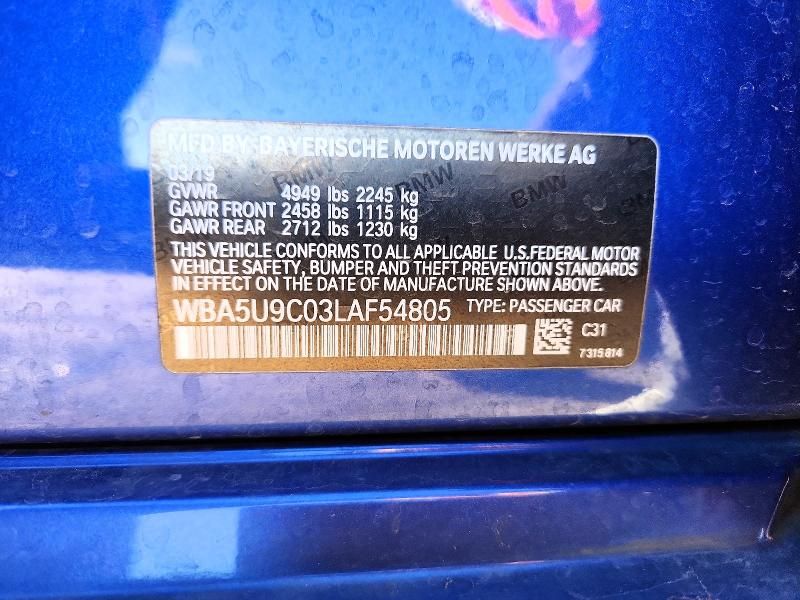 MFD BY BAYERISCHE MOTOREN WERKE AG
03/19
GVWR 4949 lbs 2245 kg
GAWR FRONT 2458 lbs 1115 kg
GAWR REAR 2712 lbs 1230 kg
THIS VEHICLE CONFORMS TO ALL APPLICABLE U.S.FEDERAL MOTOR
VEHICLE SAFETY, BUMPER AND THEFT PREVENTION STANDARDS
IN EFFECT ON THE DATE OF MANUFACTURE SHOWN ABOVE.
WBA5U9C03LAF54805 TYPE: PASSENGER CAR
C31
7315814
BMW
BMW